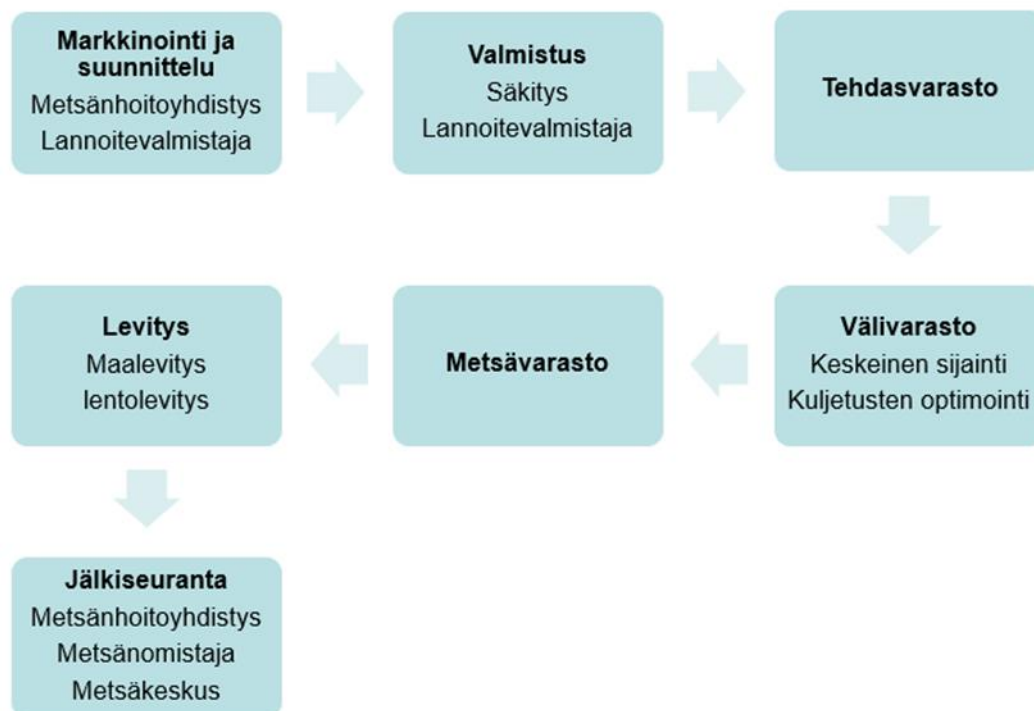 Markkinointi ja
suunnittelu
Metsänhoitoyhdistys
Lannoitevalmistaja
Valmistus
Säkitys
Lannoitevalmistaja
Tehdasvarasto
Välivarasto
Keskeinen sijainti
Kuljetusten optimointi
Metsävarasto
Levitys
Maalevitys
lentolevitys
Jälkiseuranta
Metsänhoitoyhdistys
Metsänomistaja
Metsäkeskus